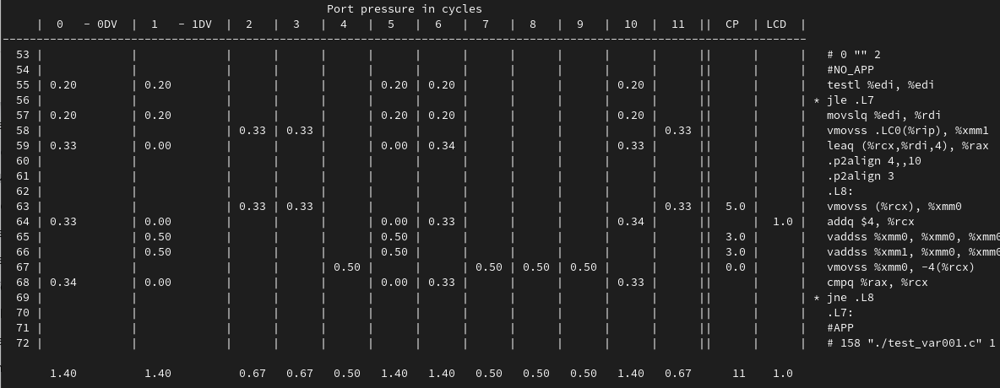 Port pressure in cycles
| 0 - 0DV | 1 - 1DV | 2 | 3 | 4 | 5 | 6 | 7 | 8 | 9 | 10 | 11 || CP | LCD |
-------------------------------------------------------------------------
53 | | | | | | | | | | | | || | | # 0 "" 2
54 | | | | | | | | | | | | || | | #NO_APP
55 | 0.20 | 0.20 | | | | 0.20 | 0.20 | | | | 0.20 | || | | testl %edi, %edi
56 | | | | | | | | | | | | || | | * jle .L7
57 | 0.20 | 0.20 | | | | 0.20 | 0.20 | | | | 0.20 | || | | movslq %edi, %rdi
58 | | | 0.33 | 0.33 | | | | | | | | 0.33 || | | vmovss .LC0(%rip), %xmm1
59 | 0.33 | 0.00 | | | | 0.00 | 0.34 | | | | 0.33 | || | | leaq (%rcx,%rdi,4), %rax
60 | | | | | | | | | | | | || | | .p2align 4,,10
61 | | | | | | | | | | | | || | | .p2align 3
62 | | | | | | | | | | | | || | | .L8:
63 | | | 0.33 | 0.33 | | | | | | | | 0.33 || 5.0 | | vmovss (%rcx), %xmm0
64 | 0.33 | 0.00 | | | | 0.00 | 0.33 | | | | 0.34 | || | 1.0 | addq $4, %rcx
65 | | 0.50 | | | | 0.50 | | | | | | || 3.0 | | vaddss %xmm0, %xmm0, %xmm0
66 | | 0.50 | | | | 0.50 | | | | | | || 3.0 | | vaddss %xmm1, %xmm0, %xmm0
67 | | | | | 0.50 | | | 0.50 | 0.50 | 0.50 | | || 0.0 | | vmovss %xmm0, -4(%rcx)
68 | 0.34 | 0.00 | | | | 0.00 | 0.33 | | | | 0.33 | || | | cmpq %rax, %rcx
69 | | | | | | | | | | | | || | | * jne .L8
70 | | | | | | | | | | | | || | | .L7:
71 | | | | | | | | | | | | || | | #APP
72 | | | | | | | | | | | | || | | # 158 "./test_var001.c" 1
1.40 1.40 0.67 0.67 0.50 1.40 1.40 0.50 0.50 0.50 1.40 0.67 11 1.0